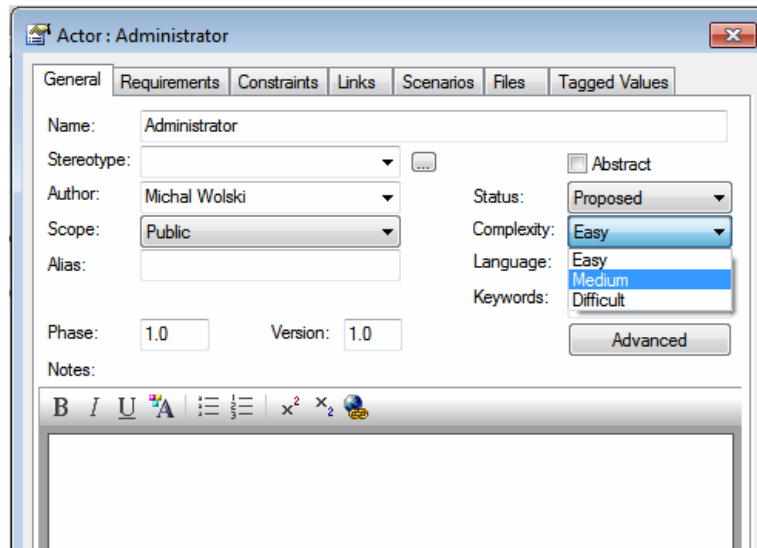 Actor : Administrator
General Requirements Constraints Links Scenarios Files Tagged Values
Name: Administrator
Stereotype: ... Abstract
Author: Michal Wolski Status: Proposed
Scope: Public Complexity: Easy
Alias: Language: Easy
Medium
Keywords: Difficult
Phase: 1.0 Version: 1.0 Advanced
Notes:
B I U A x² x₂